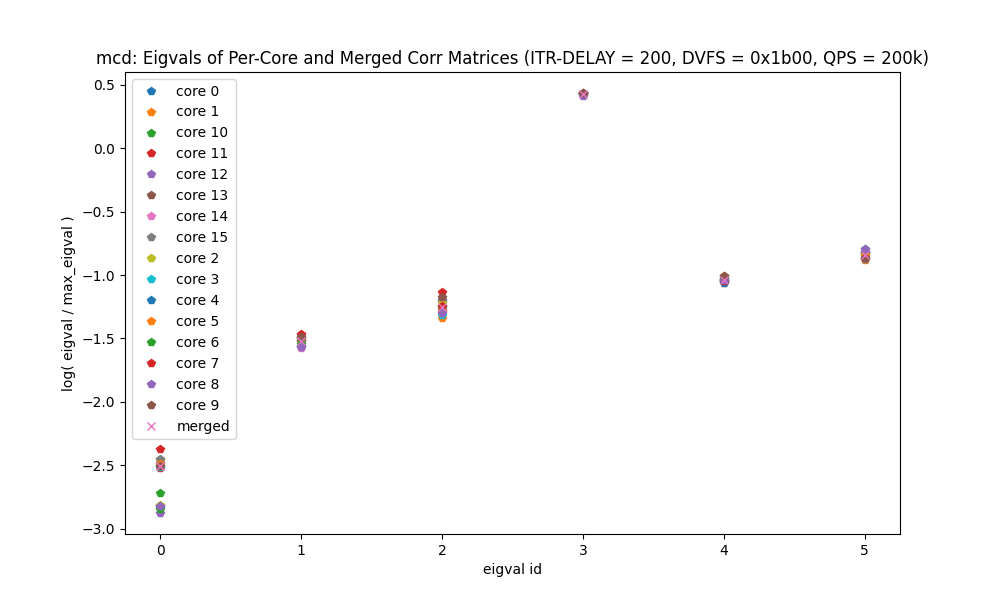 mcd: Eigvals of Per-Core and Merged Corr Matrices (ITR-DELAY = 200, DVFS = 0x1b00, QPS = 200k)
log( eigval / max_eigval )
0.5
0.0
−0.5
−1.0
−1.5
−2.0
−2.5
−3.0
core 0
core 1
core 10
core 11
core 12
core 13
core 14
core 15
core 2
core 3
core 4
core 5
core 6
core 7
core 8
core 9
merged
0 1 2 3 4 5
eigval id